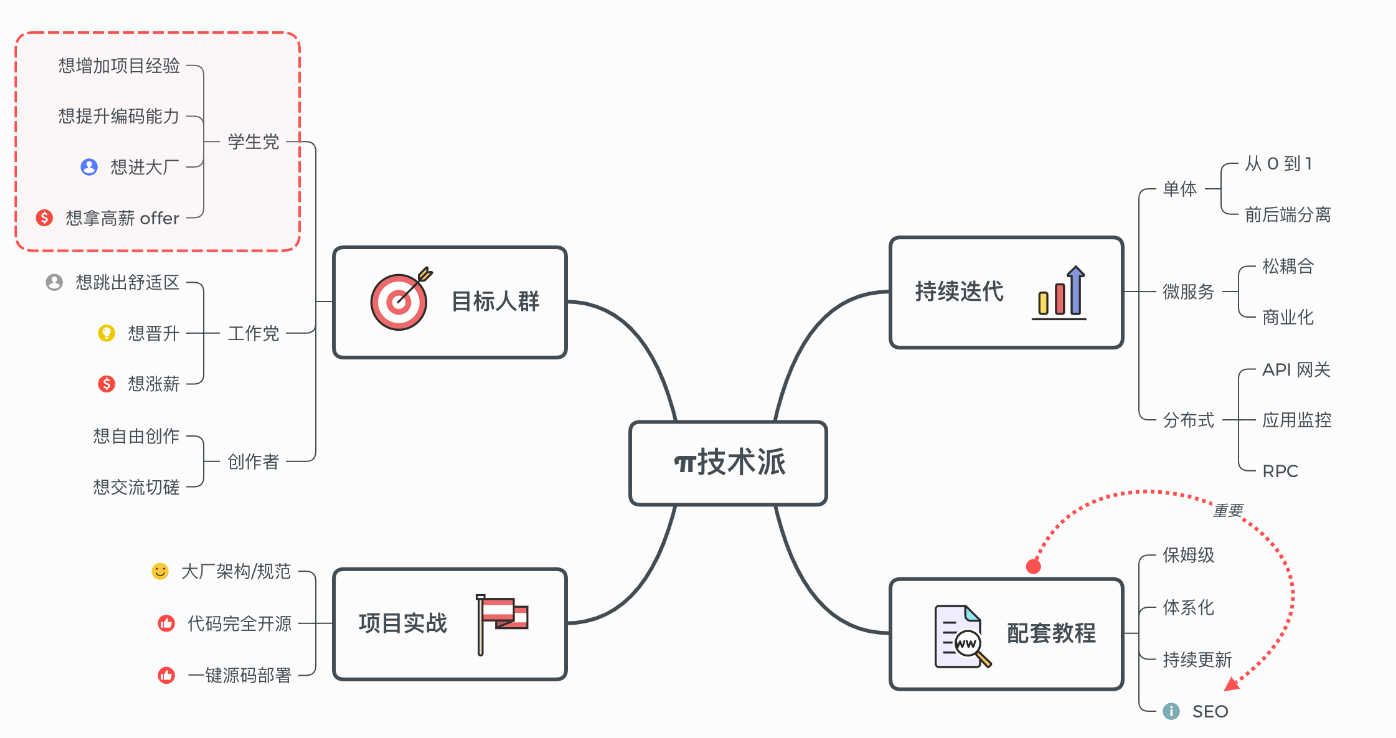 π技术派
目标人群
学生党
想增加项目经验
想提升编码能力
想进大厂
想拿高薪 offer
工作党
想跳出舒适区
想晋升
想涨薪
创作者
想自由创作
想交流切磋
项目实战
大厂架构/规范
代码完全开源
一键源码部署
持续迭代
单体
从 0 到 1
前后端分离
微服务
松耦合
商业化
分布式
API 网关
应用监控
RPC
配套教程
WW
重要
保姆级
体系化
持续更新
SEO